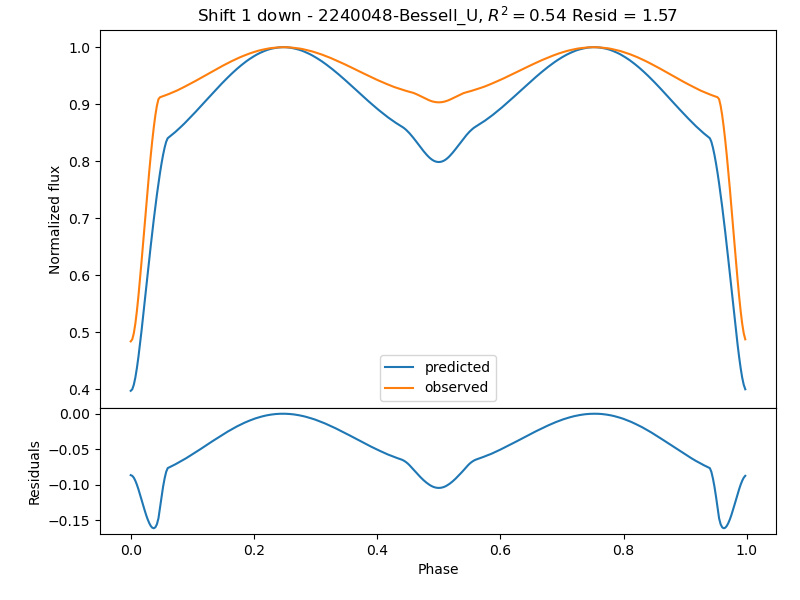 Shift 1 down - 2240048-Bessell_U, $R^2 = 0.54$ Resid = 1.57
1.0
0.9
0.8
0.7
0.6
0.5
0.4
Normalized flux
predicted
observed
0.00
−0.05
−0.10
−0.15
Residuals
0.0 0.2 0.4 0.6 0.8 1.0
Phase